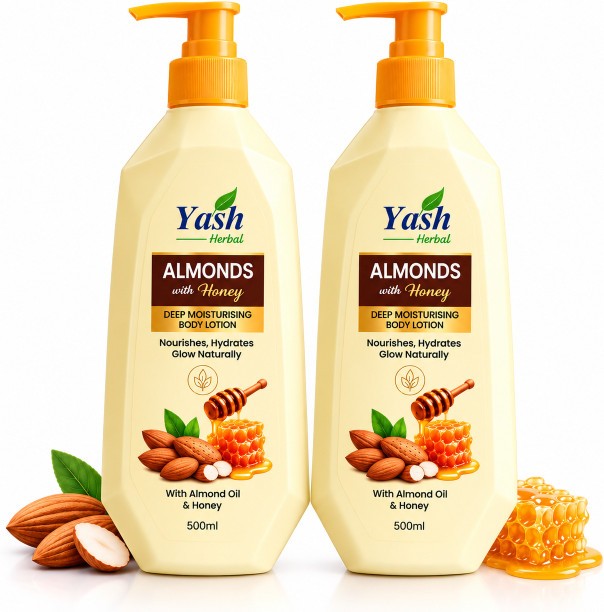 Yash
Herbal
ALMONDS
with Honey
DEEP MOISTURISING
BODY LOTION
Nourishes, Hydrates
Glow Naturally
With Almond Oil
& Honey
500ml
Yash
Herbal
ALMONDS
with Honey
DEEP MOISTURISING
BODY LOTION
Nourishes, Hydrates
Glow Naturally
With Almond Oil
& Honey
500ml